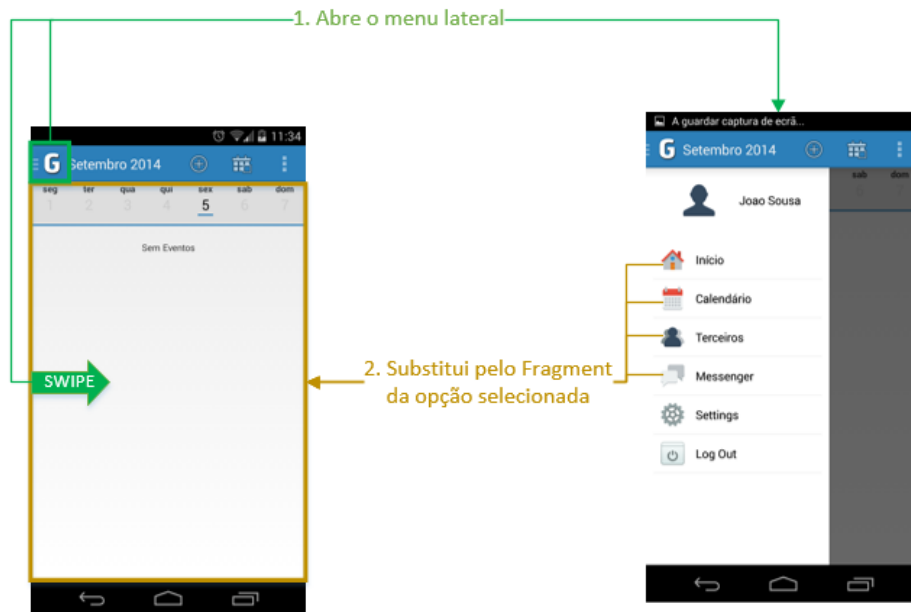 1. Abre o menu lateral
11:34
G Setembro 2014
seg ter qua qui sex sab dom
1 2 3 4 5 6 7
Sem Eventos
SWIPE
2. Substitui pelo Fragment
da opção selecionada
A guardar captura de ecrã...
G Setembro 2014
sab dom
6 7
Joao Sousa
Início
Calendário
Terceiros
Messenger
Settings
Log Out